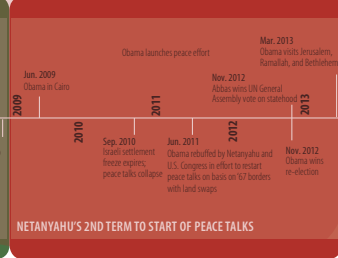 Mar. 2013
Obama visits Jerusalem,
Ramallah, and Bethlehem
Obama launches peace effort
Jun. 2009
Obama in Cairo
Nov. 2012
Abbas wins UN General
Assembly vote on statehood
2009
2010
2011
2012
2013
Sep. 2010
Israeli settlement
freeze expires;
peace talks collapse
Jun. 2011
Obama rebuffed by Netanyahu and
U.S. Congress in effort to restart
peace talks on basis on '67 borders
with land swaps
Nov. 2012
Obama wins
re-election
NETANYAHU'S 2ND TERM TO START OF PEACE TALKS